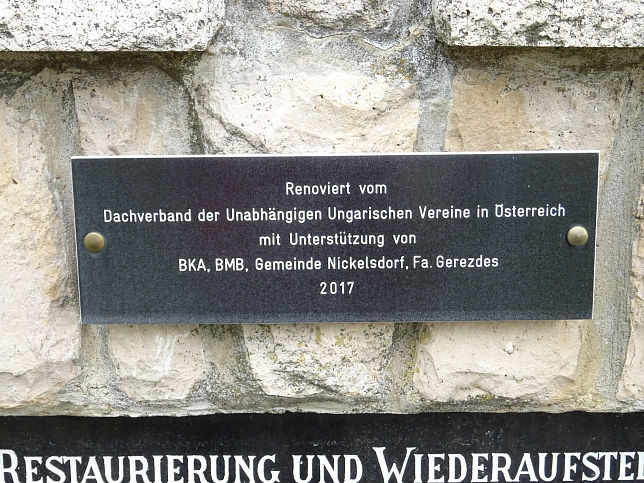 Renoviert vom
Dachverband der Unabhängigen Ungarischen Vereine in Österreich
mit Unterstützung von
BKA, BMB, Gemeinde Nickelsdorf, Fa. Gerezdes
2017
RESTAURIERUNG UND